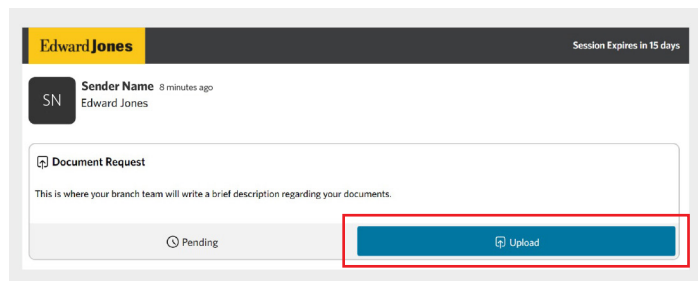 Edward Jones
Session Expires in 15 days
SN
Sender Name 8 minutes ago
Edward Jones
Document Request
This is where your branch team will write a brief description regarding your documents.
Pending
Upload